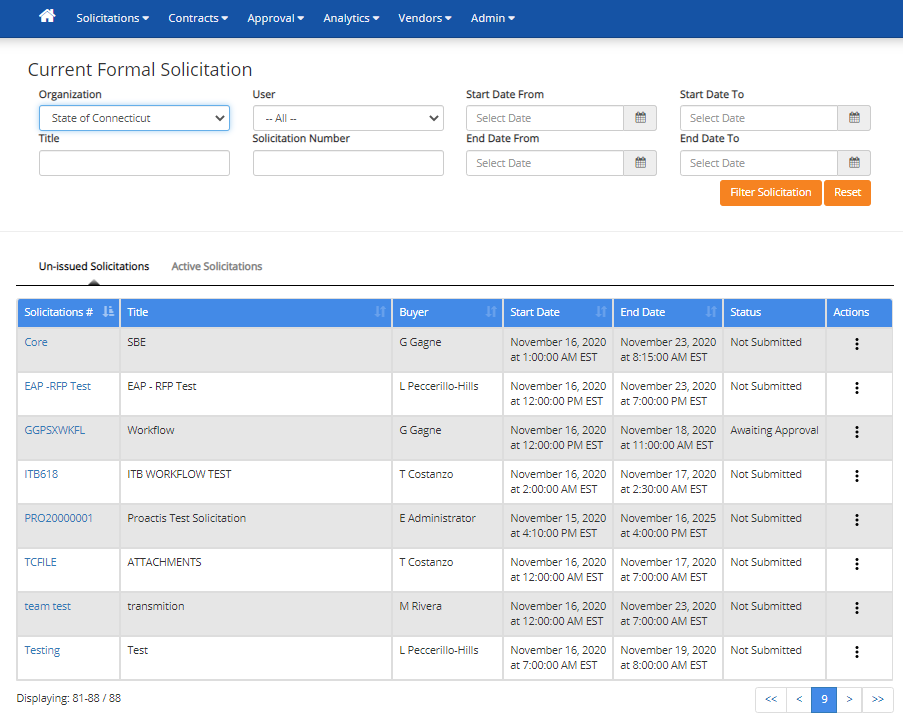 Solicitations Contracts Approval Analytics Vendors Admin
Current Formal Solicitation
Organization User Start Date From Start Date To
State of Connecticut -- All -- Select Date Select Date
Title Solicitation Number End Date From End Date To
Select Date Select Date
Filter Solicitation Reset
Un-issued Solicitations Active Solicitations
Solicitations # Title Buyer Start Date End Date Status Actions
Core SBE G Gagne November 16, 2020 November 23, 2020 Not Submitted
at 1:00:00 AM EST at 8:15:00 AM EST
EAP -RFP Test EAP - RFP Test L Peccerillo-Hills November 16, 2020 November 23, 2020 Not Submitted
at 12:00:00 PM EST at 7:00:00 PM EST
GGPSXWKFL Workflow G Gagne November 16, 2020 November 18, 2020 Awaiting Approval
at 12:00:00 PM EST at 11:00:00 AM EST
ITB618 ITB WORKFLOW TEST T Costanzo November 16, 2020 November 17, 2020 Not Submitted
at 2:00:00 AM EST at 2:30:00 AM EST
PRO20000001 Proactis Test Solicitation E Administrator November 15, 2020 November 16, 2025 Not Submitted
at 4:10:00 PM EST at 4:00:00 PM EST
TCFILE ATTACHMENTS T Costanzo November 16, 2020 November 17, 2020 Not Submitted
at 12:00:00 AM EST at 7:00:00 AM EST
team test transmition M Rivera November 16, 2020 November 23, 2020 Not Submitted
at 12:00:00 AM EST at 7:00:00 AM EST
Testing Test L Peccerillo-Hills November 16, 2020 November 19, 2020 Not Submitted
at 7:00:00 AM EST at 8:00:00 AM EST
Displaying: 81-88 / 88 << < 9 > >>